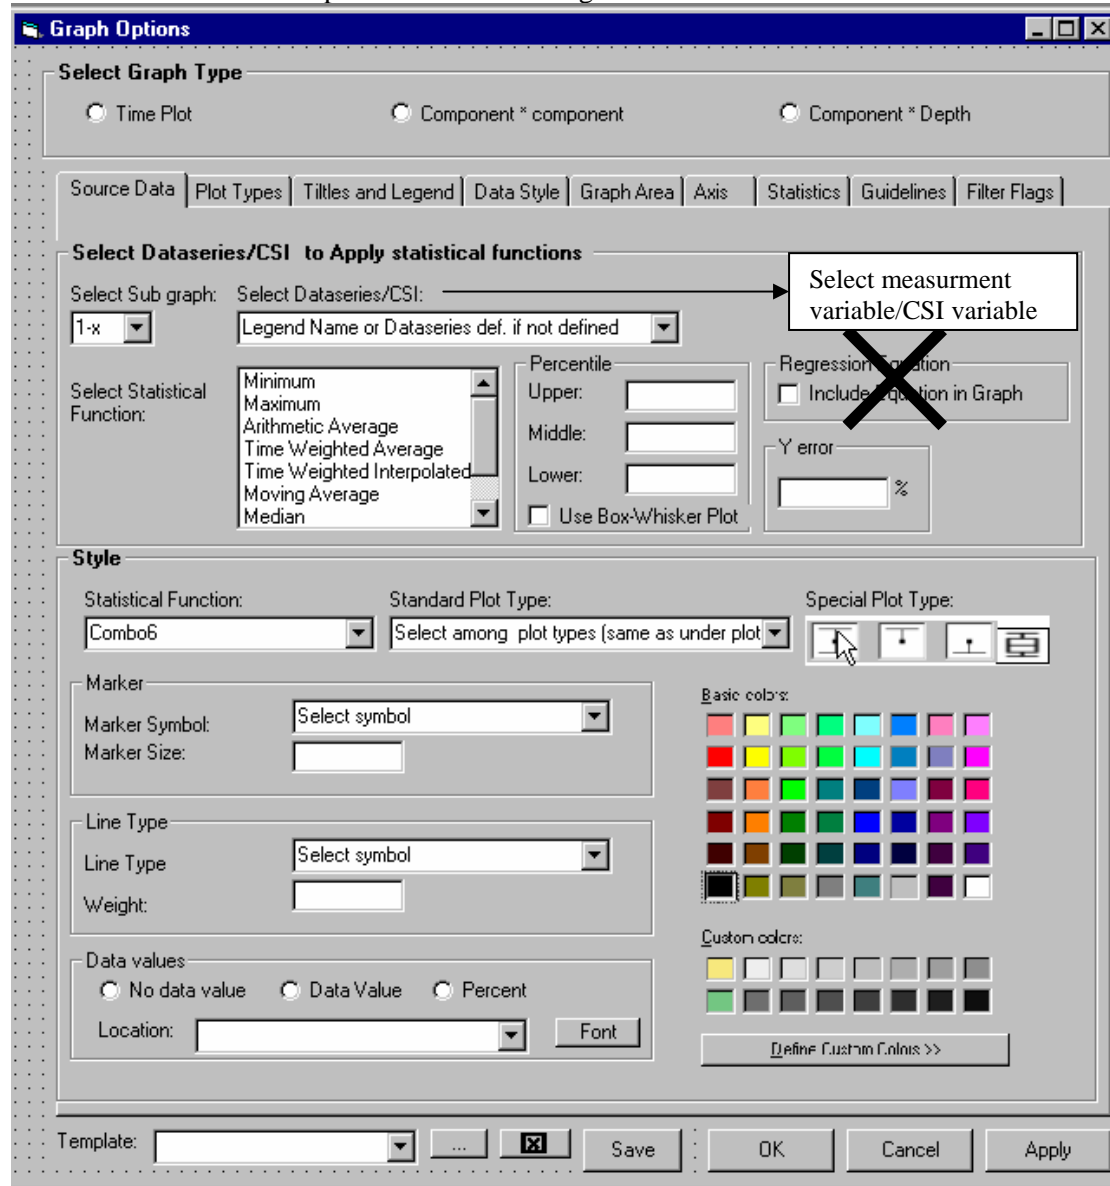 Graph Options
Select Graph Type
Time Plot
Component * component
Component * Depth
Source Data
Plot Types
Tiltles and Legend
Data Style
Graph Area
Axis
Statistics
Guidelines
Filter Flags
Select Dataseries/CSI to Apply statistical functions
Select Sub graph:
Select Dataseries/CSI:
Select measurment
variable/CSI variable
1-x
Legend Name or Dataseries def. if not defined
Select Statistical
Function:
Minimum
Maximum
Arithmetic Average
Time Weighted Average
Time Weighted Interpolated
Moving Average
Median
Percentile
Upper:
Middle:
Lower:
Use Box-Whisker Plot
Regression Equation
Include Equation in Graph
Y error
%
Style
Statistical Function:
Standard Plot Type:
Special Plot Type:
Combo6
Select among plot types (same as under plot
Marker
Marker Symbol:
Select symbol
Marker Size:
Basic colors:
Line Type
Line Type
Select symbol
Weight:
Custom colors:
Data values
No data value
Data Value
Percent
Location:
Font
Define Custom Colors >>
Template:
...
Save
OK
Cancel
Apply